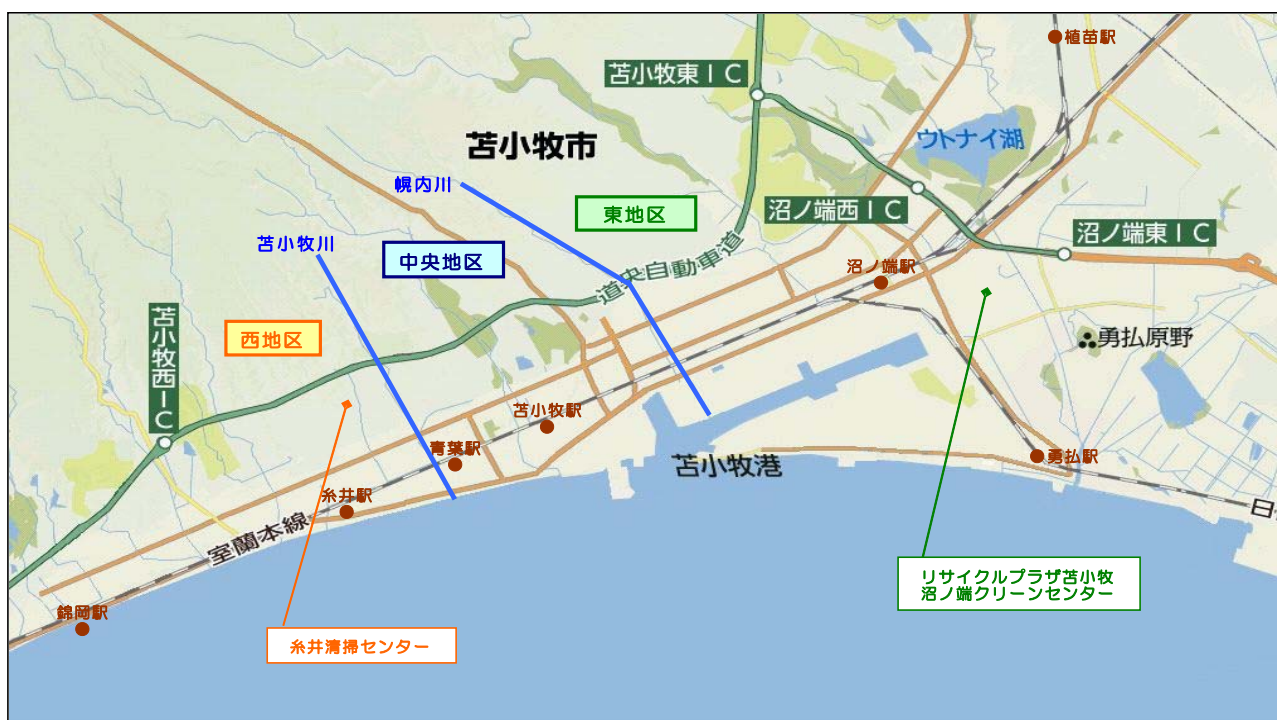 植苗駅
苫小牧東IC
苫小牧市
ウトナイ湖
幌内川
東地区
沼ノ端西IC
沼ノ端東IC
苫小牧川
中央地区
道央自動車道
沼ノ端駅
苫小牧西IC
西地区
勇払原野
苫小牧駅
青葉駅
苫小牧港
勇払駅
糸井駅
日
室蘭本線
リサイクルプラザ苫小牧
沼ノ端クリーンセンター
錦岡駅
糸井清掃センター